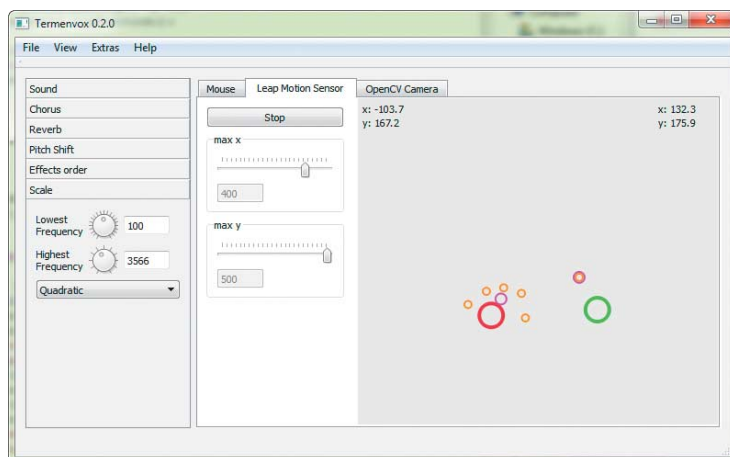 Termenvox 0.2.0
File View Extras Help
Sound
Chorus
Reverb
Pitch Shift
Effects order
Scale
Lowest
Frequency
100
Highest
Frequency
3566
Quadratic
Mouse Leap Motion Sensor OpenCV Camera
Stop
max x
400
max y
500
x: -103.7
y: 167.2
x: 132.3
y: 175.9